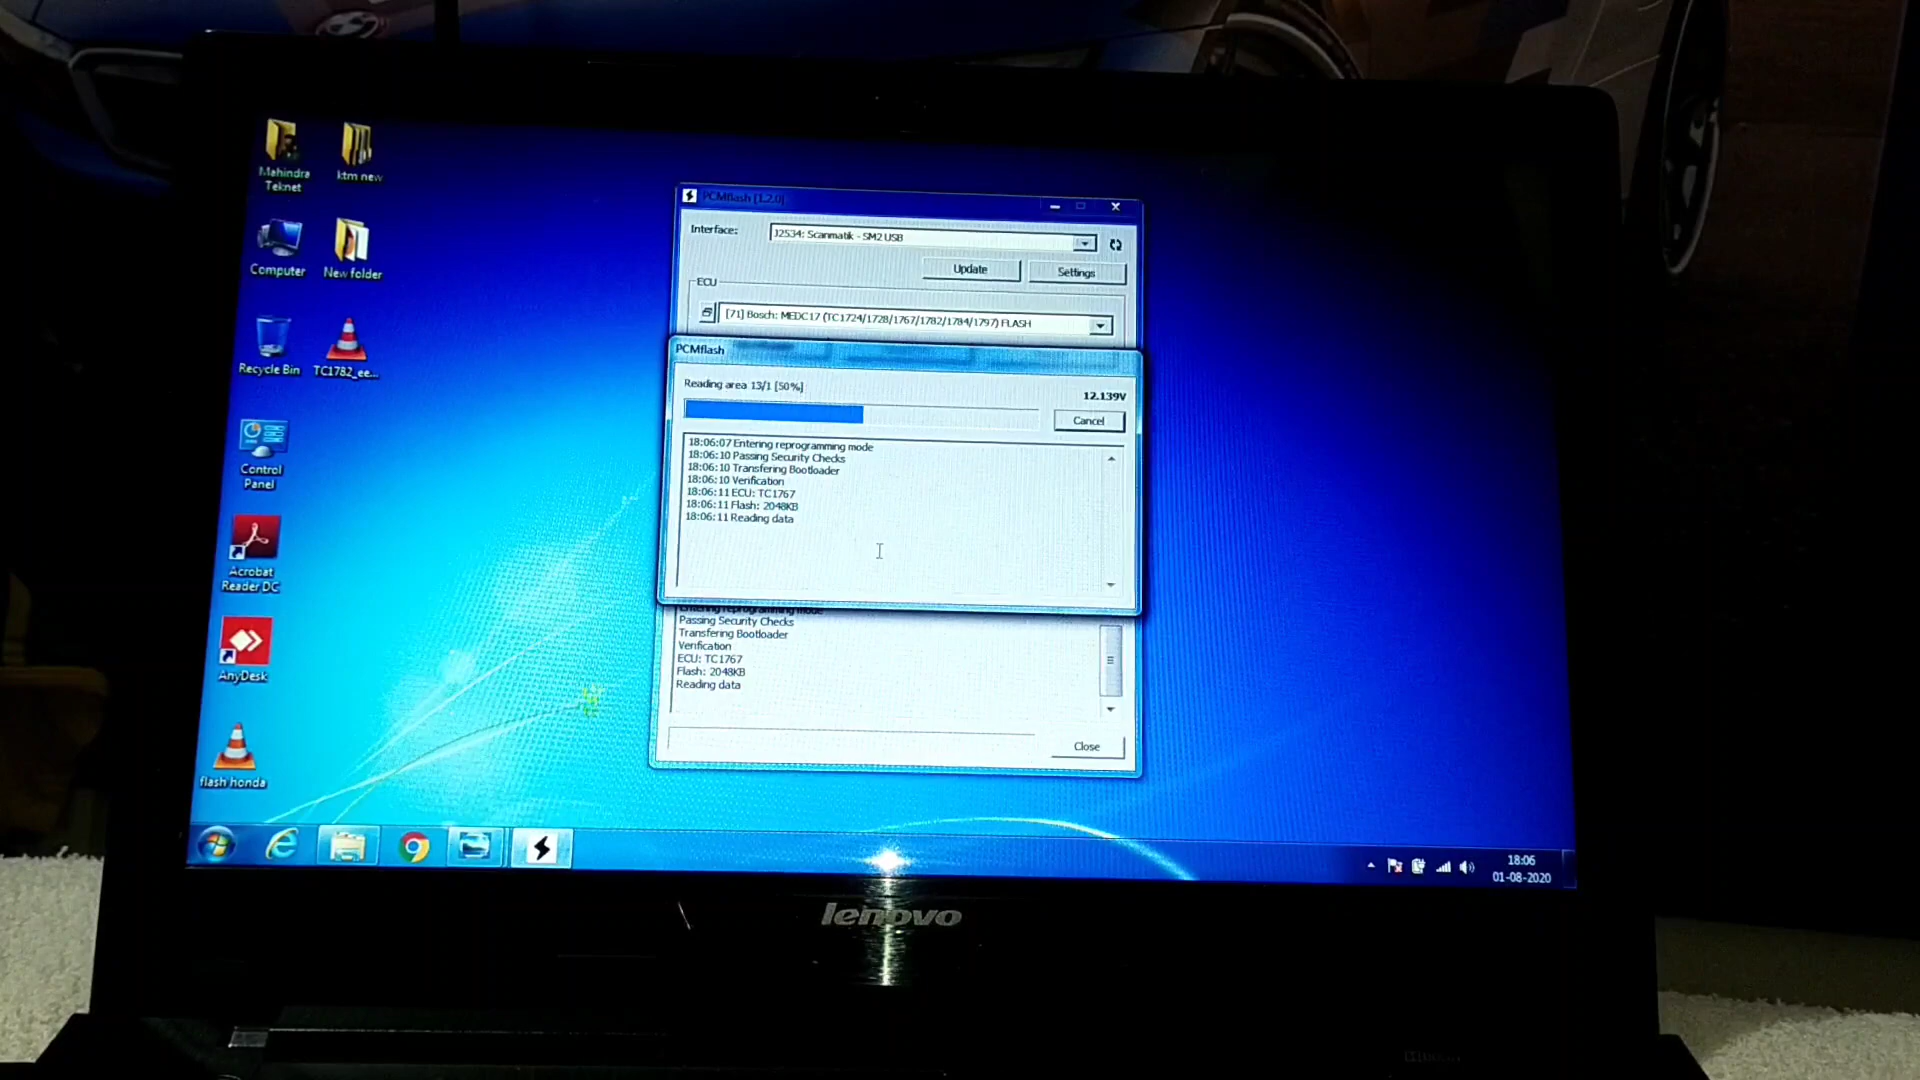 Mahindra
Teknet
ktm new
Computer
New folder
Recycle Bin
TC1782_ee...
Control
Panel
Acrobat
Reader DC
AnyDesk
flash honda
PCMflash [1.2.0]
Interface:
J2534: Scanmatik - SM2 USB
Update
Settings
ECU
[71] Bosch: MEDC17 (TC1724/1728/1767/1782/1784/1797) FLASH
PCMflash
Reading area 13/1 [50%]
12.139V
Cancel
18:06:07 Entering reprogramming mode
18:06:10 Passing Security Checks
18:06:10 Transfering Bootloader
18:06:10 Verification
18:06:11 ECU: TC1767
18:06:11 Flash: 2048KB
18:06:11 Reading data
Entering reprogramming mode
Passing Security Checks
Transfering Bootloader
Verification
ECU: TC1767
Flash: 2048KB
Reading data
Close
18:06
01-08-2020
lenovo